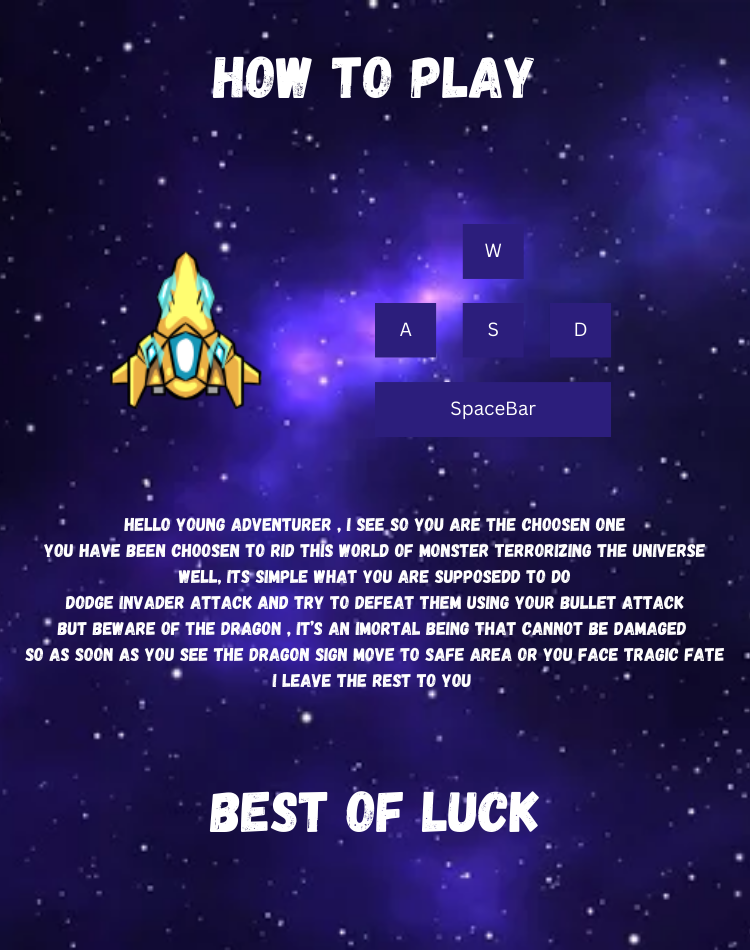 HOW TO PLAY
W
A S D
SpaceBar
HELLO YOUNG ADVENTURER , I SEE SO YOU ARE THE CHOOSEN ONE
YOU HAVE BEEN CHOOSEN TO RID THIS WORLD OF MONSTER TERRORIZING THE UNIVERSE
WELL, ITS SIMPLE WHAT YOU ARE SUPPOSEDD TO DO
DODGE INVADER ATTACK AND TRY TO DEFEAT THEM USING YOUR BULLET ATTACK
BUT BEWARE OF THE DRAGON , IT'S AN IMORTAL BEING THAT CANNOT BE DAMAGED
SO AS SOON AS YOU SEE THE DRAGON SIGN MOVE TO SAFE AREA OR YOU FACE TRAGIC FATE
I LEAVE THE REST TO YOU
BEST OF LUCK